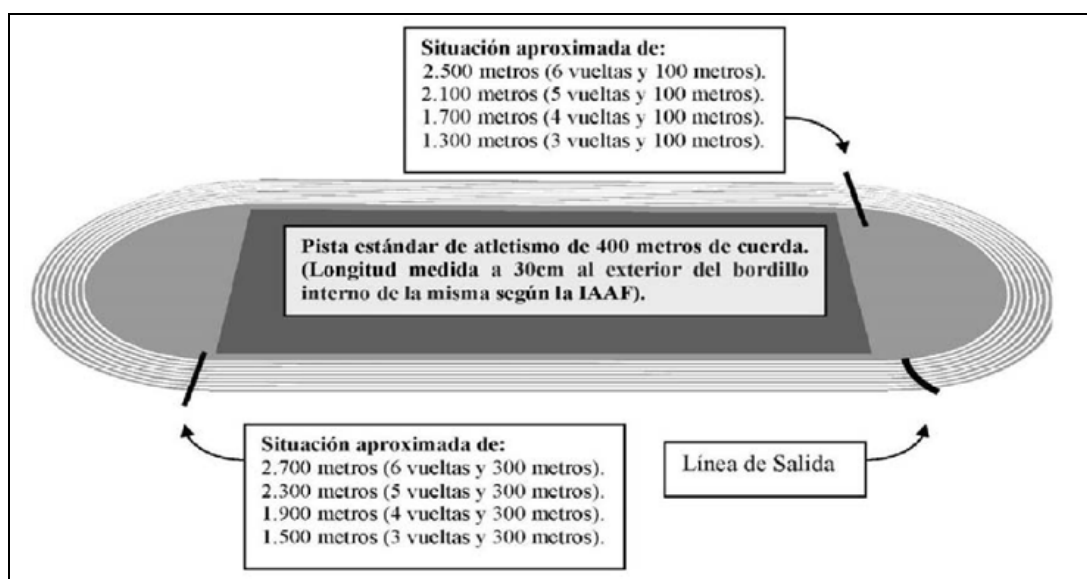 Situación aproximada de:
2.500 metros (6 vueltas y 100 metros).
2.100 metros (5 vueltas y 100 metros).
1.700 metros (4 vueltas y 100 metros).
1.300 metros (3 vueltas y 100 metros).
Pista estándar de atletismo de 400 metros de cuerda.
(Longitud medida a 30cm al exterior del bordillo
interno de la misma según la IAAF).
Situación aproximada de:
2.700 metros (6 vueltas y 300 metros).
2.300 metros (5 vueltas y 300 metros).
1.900 metros (4 vueltas y 300 metros).
1.500 metros (3 vueltas y 300 metros).
Línea de Salida